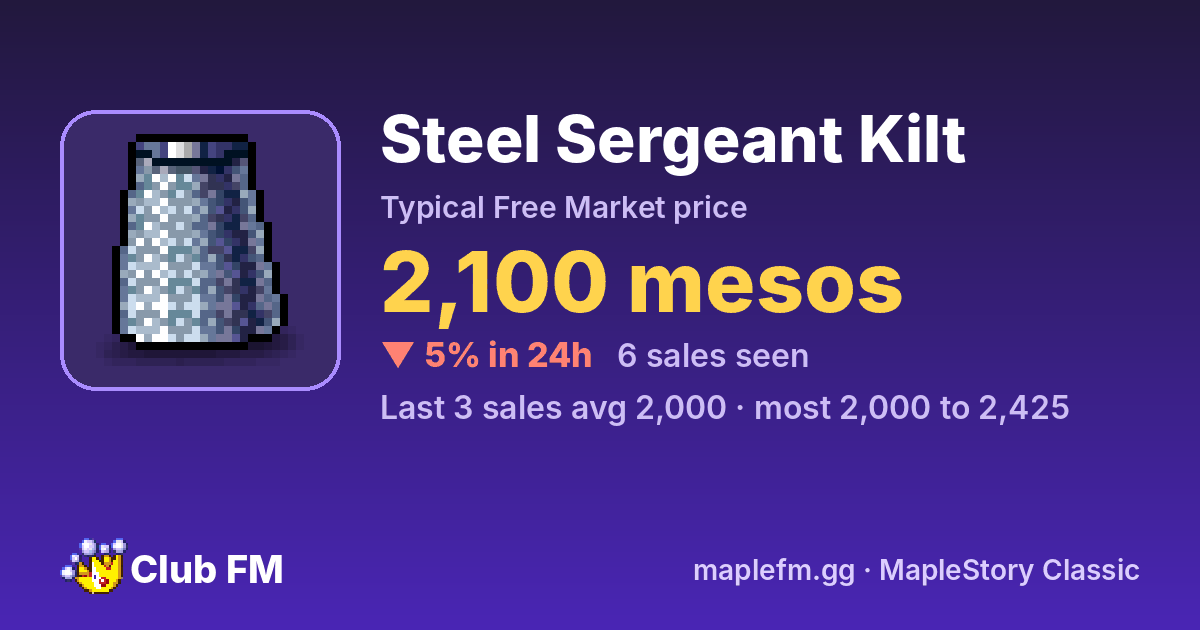 Steel Sergeant Kilt
Typical Free Market price
2,100 mesos
▼ 5% in 24h 6 sales seen
Last 3 sales avg 2,000 · most 2,000 to 2,425
Club FM
maplefm.gg · MapleStory Classic